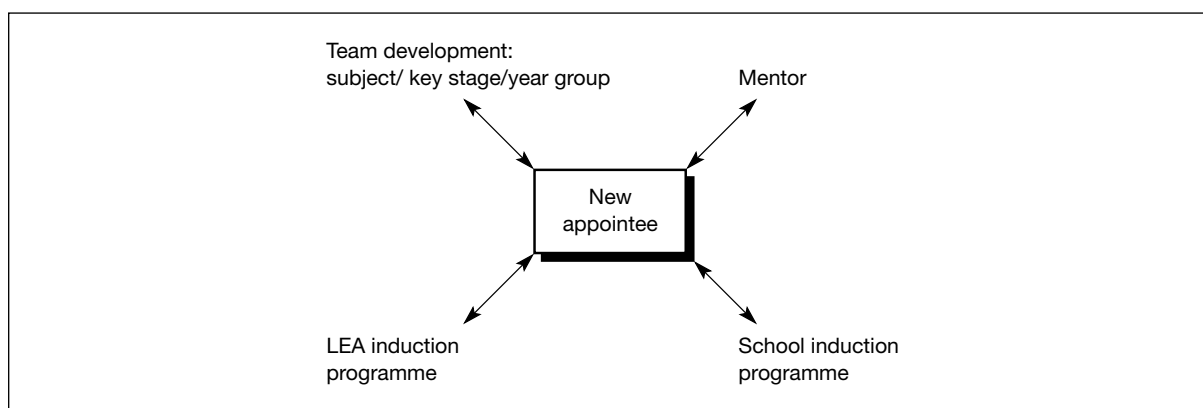 Team development:
subject/ key stage/year group
Mentor
New
appointee
LEA induction
programme
School induction
programme